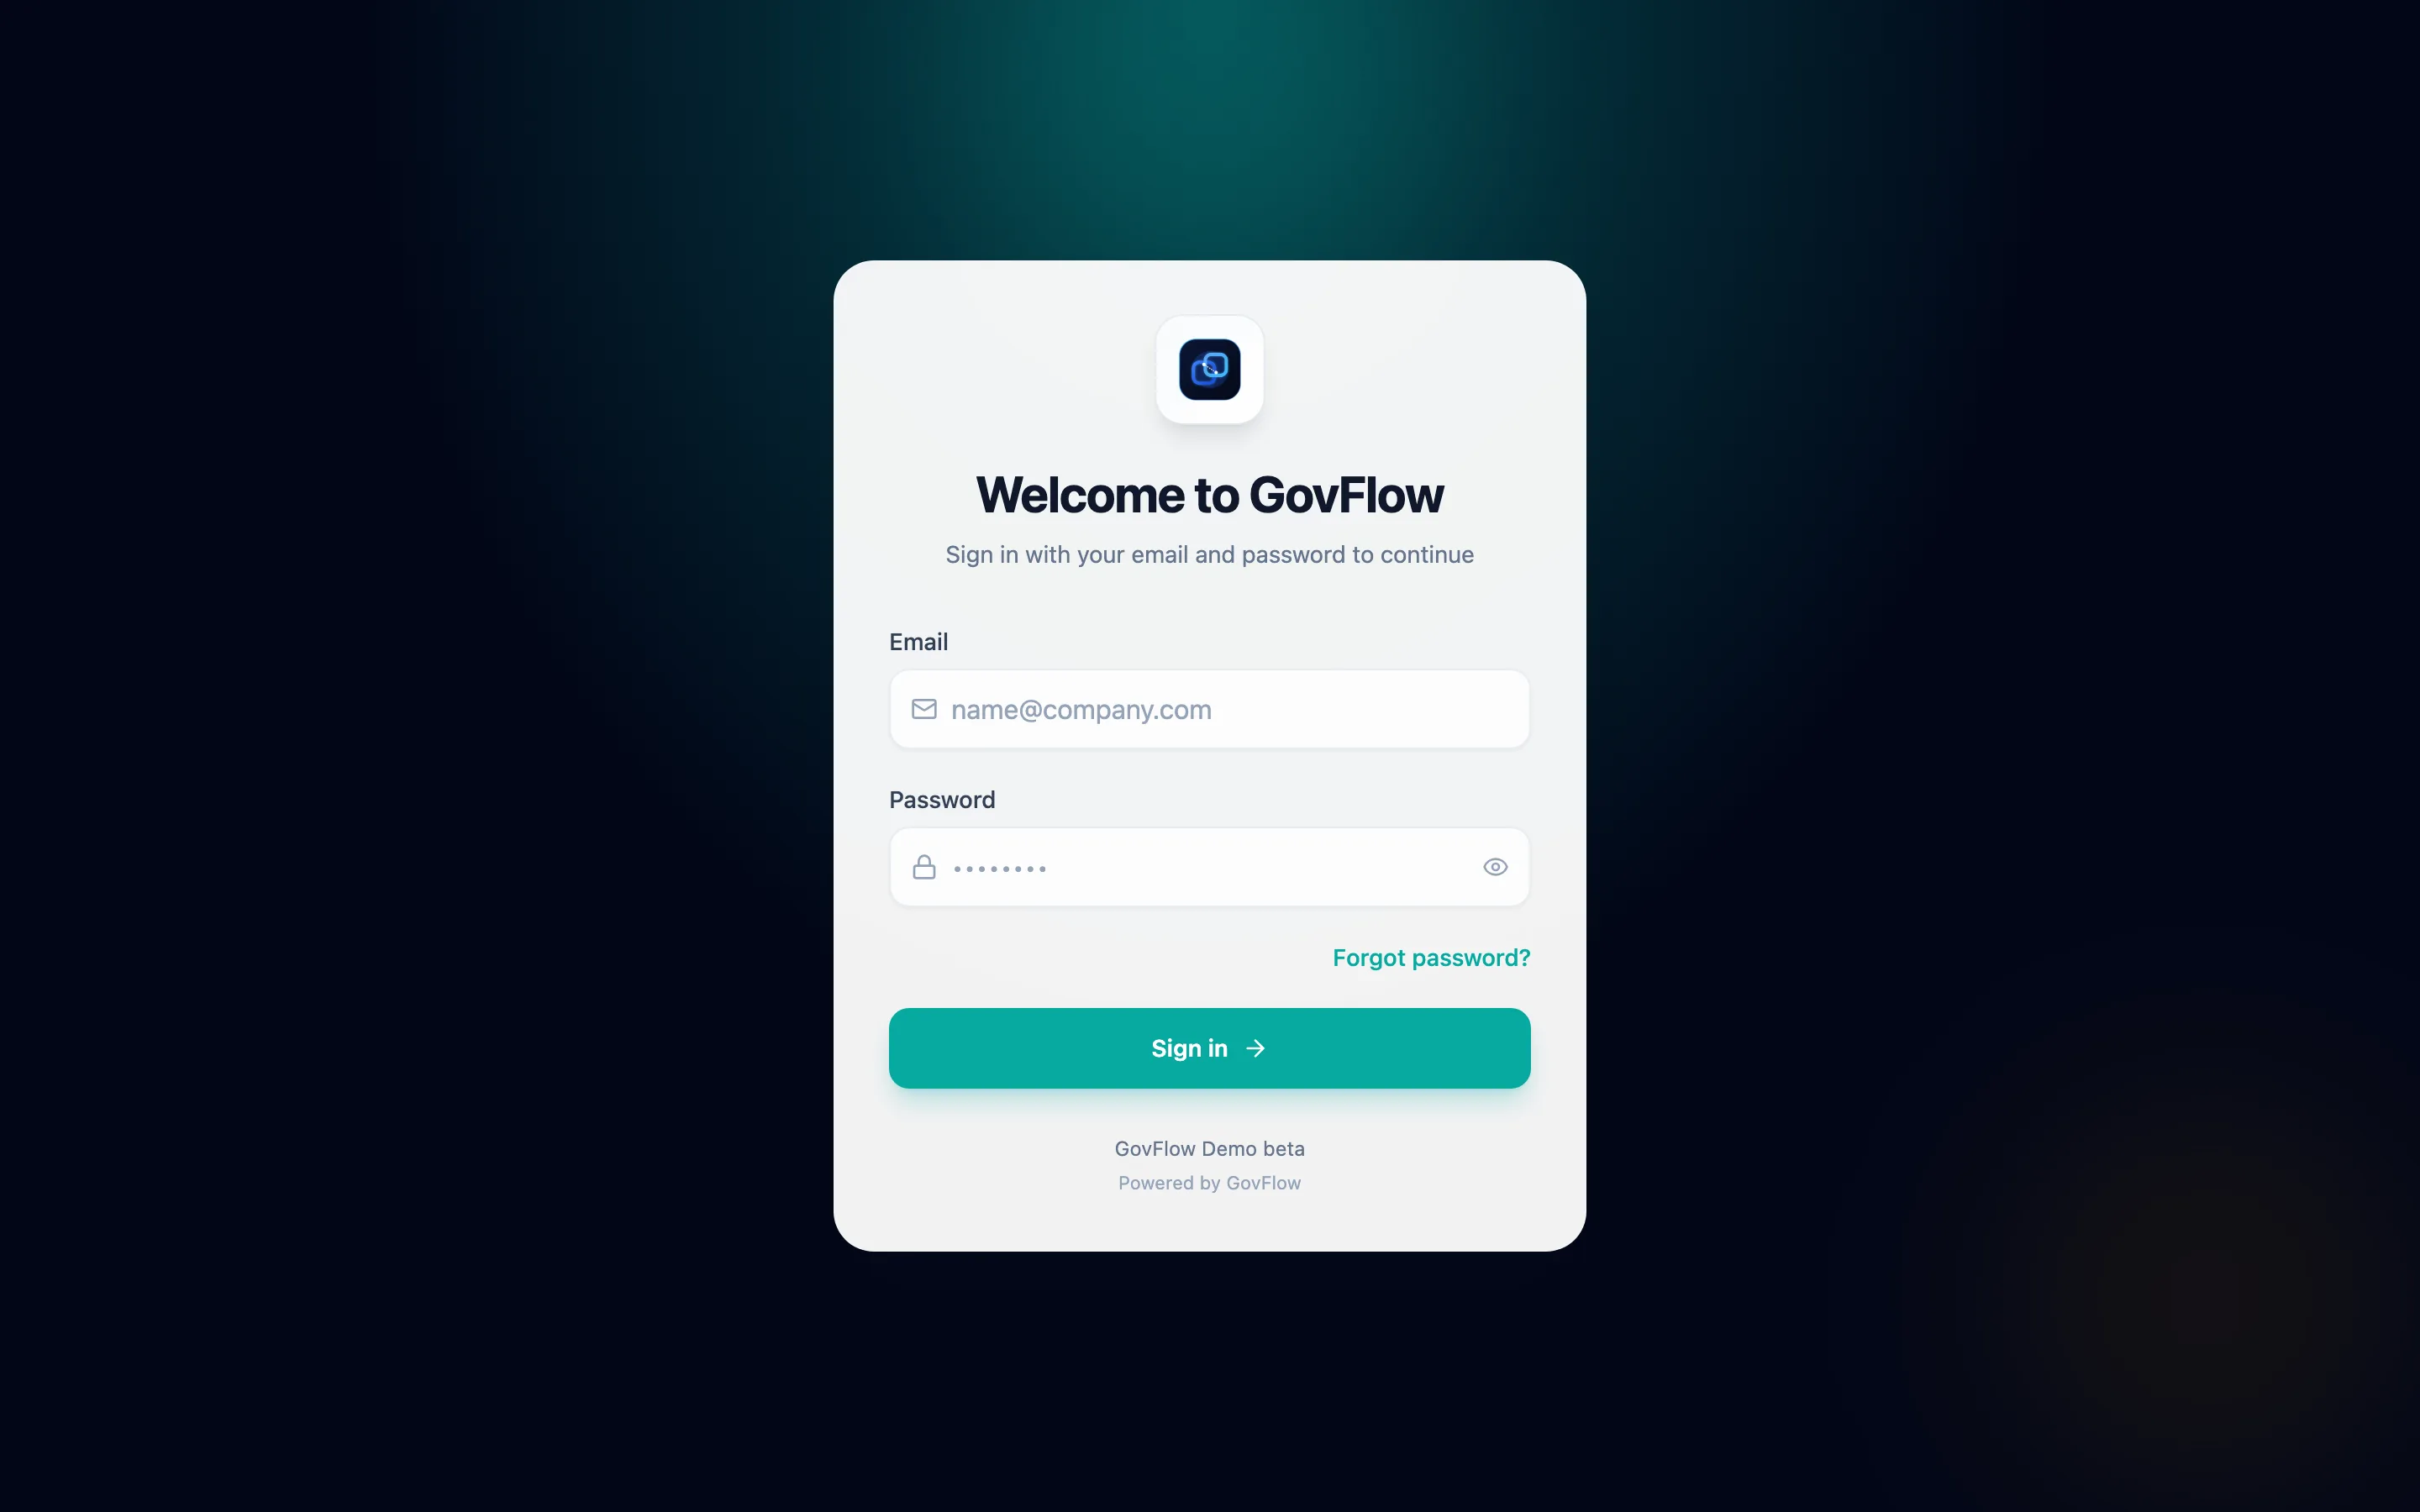 Welcome to GovFlow
Sign in with your email and password to continue
Email
name@company.com
Password
••••••••
Forgot password?
Sign in →
GovFlow Demo beta
Powered by GovFlow